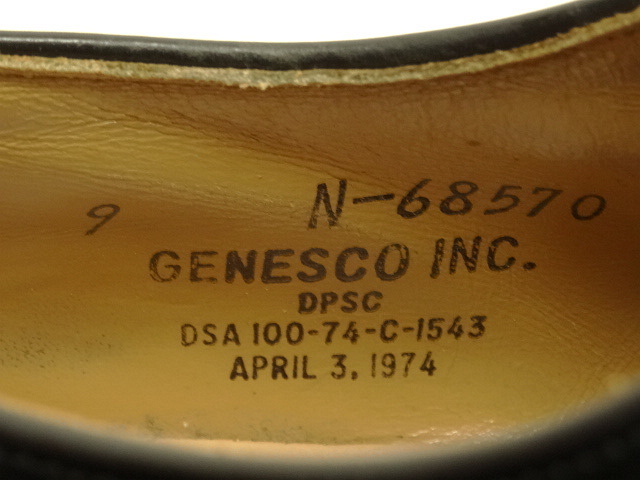 9 N-68570
GENESCO INC.
DPSC
DSA 100-74-C-1543
APRIL 3, 1974